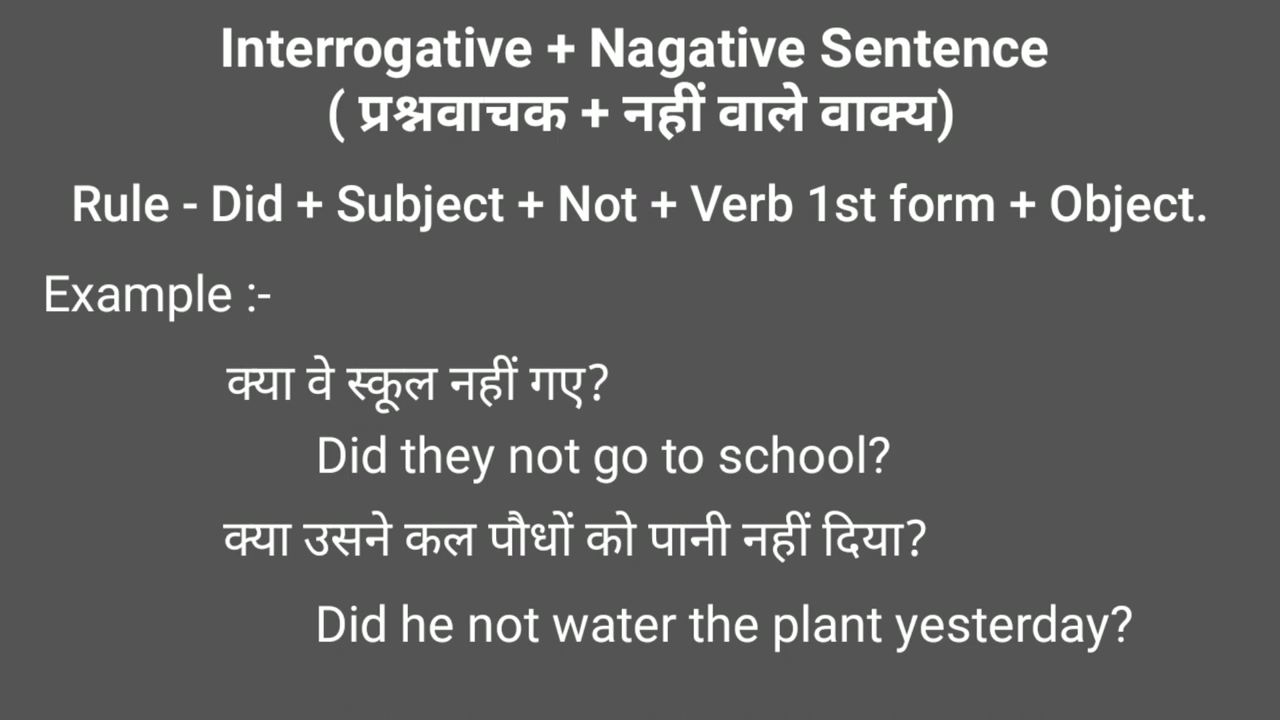 Interrogative + Nagative Sentence
( प्रश्नवाचक + नहीं वाले वाक्य)
Rule - Did + Subject + Not + Verb 1st form + Object.
Example :-
क्या वे स्कूल नहीं गए?
Did they not go to school?
क्या उसने कल पौधों को पानी नहीं दिया?
Did he not water the plant yesterday?